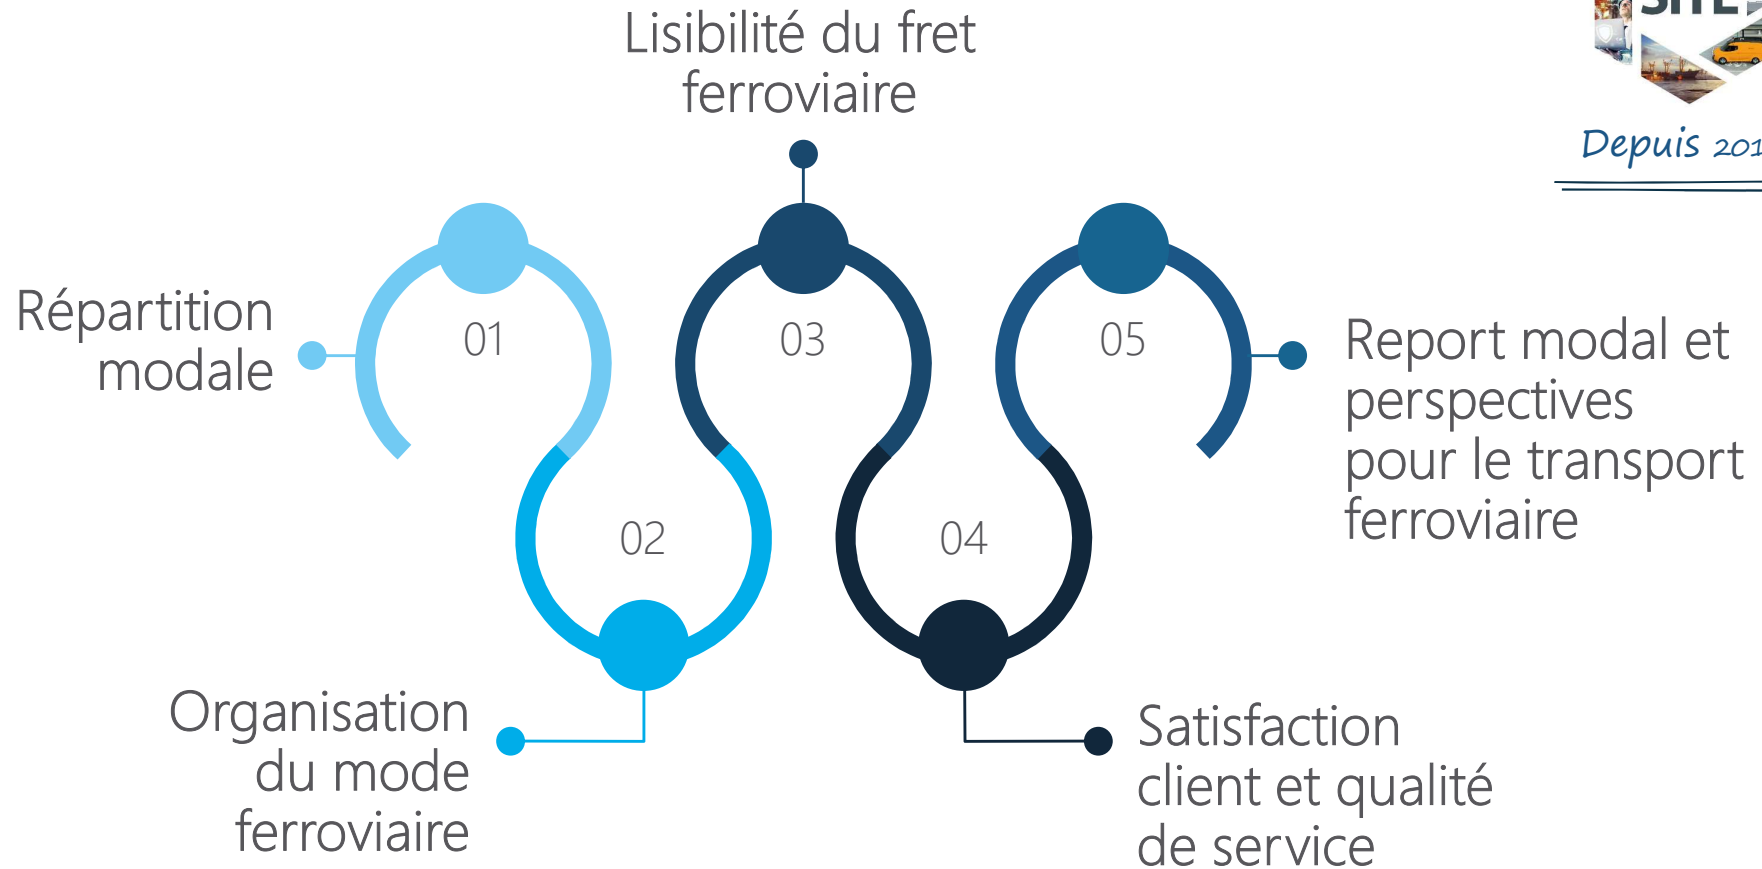 Lisibilité du fret
ferroviaire
Depuis
Répartition
modale
01
03
05
Report modal et
perspectives
pour le transport
ferroviaire
02
04
Organisation
du mode
ferroviaire
Satisfaction
client et qualité
de service